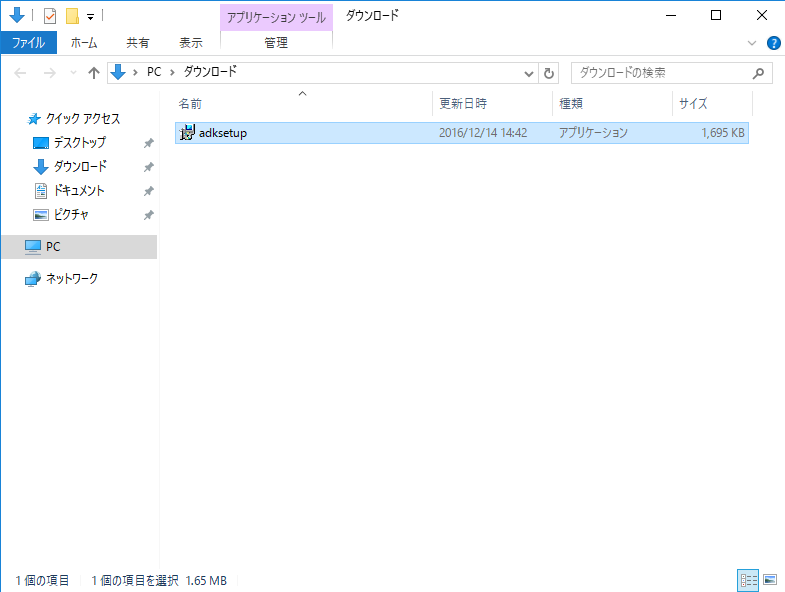 アプリケーション ツール ダウンロード
ファイル ホーム 共有 表示 管理
PC ダウンロード ダウンロードの検索
名前 更新日時 種類 サイズ
adksetup 2016/12/14 14:42 アプリケーション 1,695 KB
クイック アクセス
デスクトップ
ダウンロード
ドキュメント
ピクチャ
PC
ネットワーク
1 個の項目 1 個の項目を選択 1.65 MB